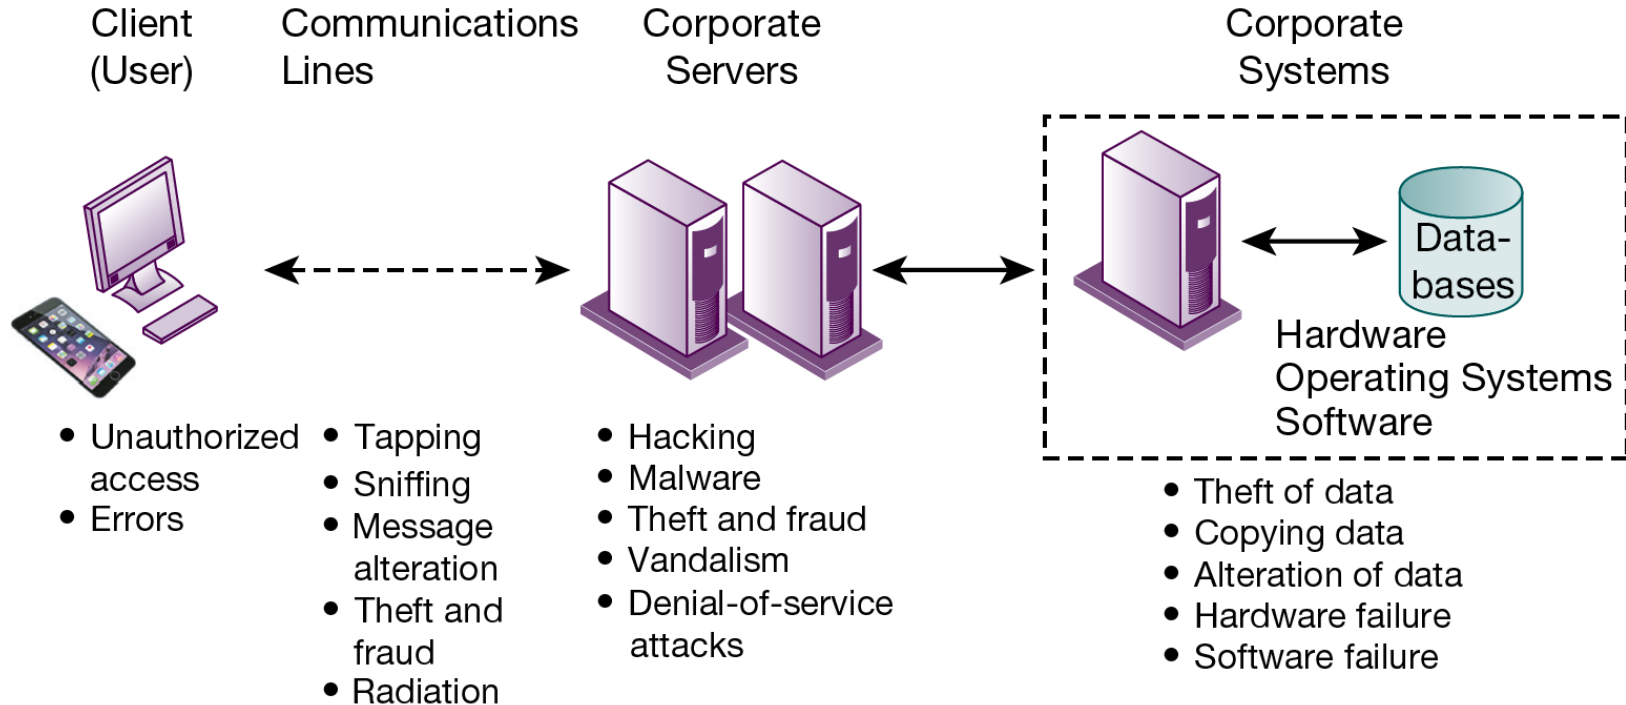 Client
(User)
Communications
Lines
Corporate
Servers
Corporate
Systems
Data-
bases
Hardware
Operating Systems
Software
• Unauthorized
access
• Errors
• Tapping
• Sniffing
• Message
alteration
• Theft and
fraud
• Radiation
• Hacking
• Malware
• Theft and fraud
• Vandalism
• Denial-of-service
attacks
• Theft of data
• Copying data
• Alteration of data
• Hardware failure
• Software failure